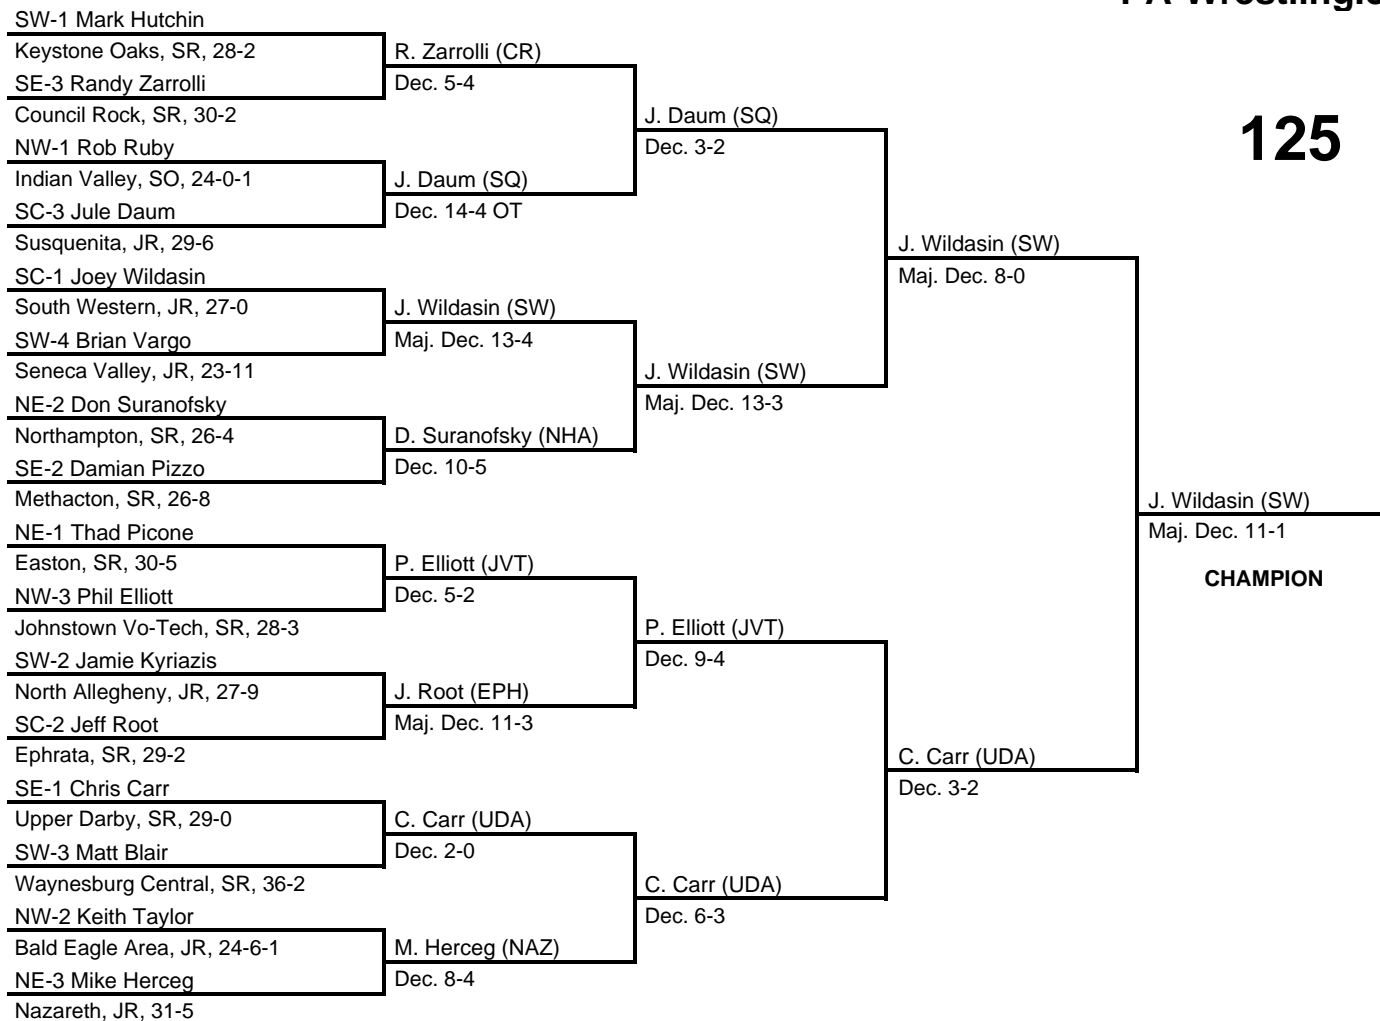 SW-1 Mark Hutchin
Keystone Oaks, SR, 28-2
SE-3 Randy Zarrolli
Council Rock, SR, 30-2
NW-1 Rob Ruby
Indian Valley, SO, 24-0-1
SC-3 Jule Daum
Susquenita, JR, 29-6
SC-1 Joey Wildasin
South Western, JR, 27-0
SW-4 Brian Vargo
Seneca Valley, JR, 23-11
NE-2 Don Suranofsky
Northampton, SR, 26-4
SE-2 Damian Pizzo
Methacton, SR, 26-8
NE-1 Thad Picone
Easton, SR, 30-5
NW-3 Phil Elliott
Johnstown Vo-Tech, SR, 28-3
SW-2 Jamie Kyriazis
North Allegheny, JR, 27-9
SC-2 Jeff Root
Ephrata, SR, 29-2
SE-1 Chris Carr
Upper Darby, SR, 29-0
SW-3 Matt Blair
Waynesburg Central, SR, 36-2
NW-2 Keith Taylor
Bald Eagle Area, JR, 24-6-1
NE-3 Mike Herceg
Nazareth, JR, 31-5
R. Zarrolli (CR)
Dec. 5-4
J. Daum (SQ)
Dec. 14-4 OT
J. Wildasin (SW)
Maj. Dec. 13-4
D. Suranofsky (NHA)
Dec. 10-5
P. Elliott (JVT)
Dec. 5-2
J. Root (EPH)
Maj. Dec. 11-3
C. Carr (UDA)
Dec. 2-0
M. Herceg (NAZ)
Dec. 8-4
J. Daum (SQ)
Dec. 3-2
J. Wildasin (SW)
Maj. Dec. 13-3
P. Elliott (JVT)
Dec. 9-4
C. Carr (UDA)
Dec. 6-3
J. Wildasin (SW)
Maj. Dec. 8-0
C. Carr (UDA)
Dec. 3-2
125
J. Wildasin (SW)
Maj. Dec. 11-1
CHAMPION